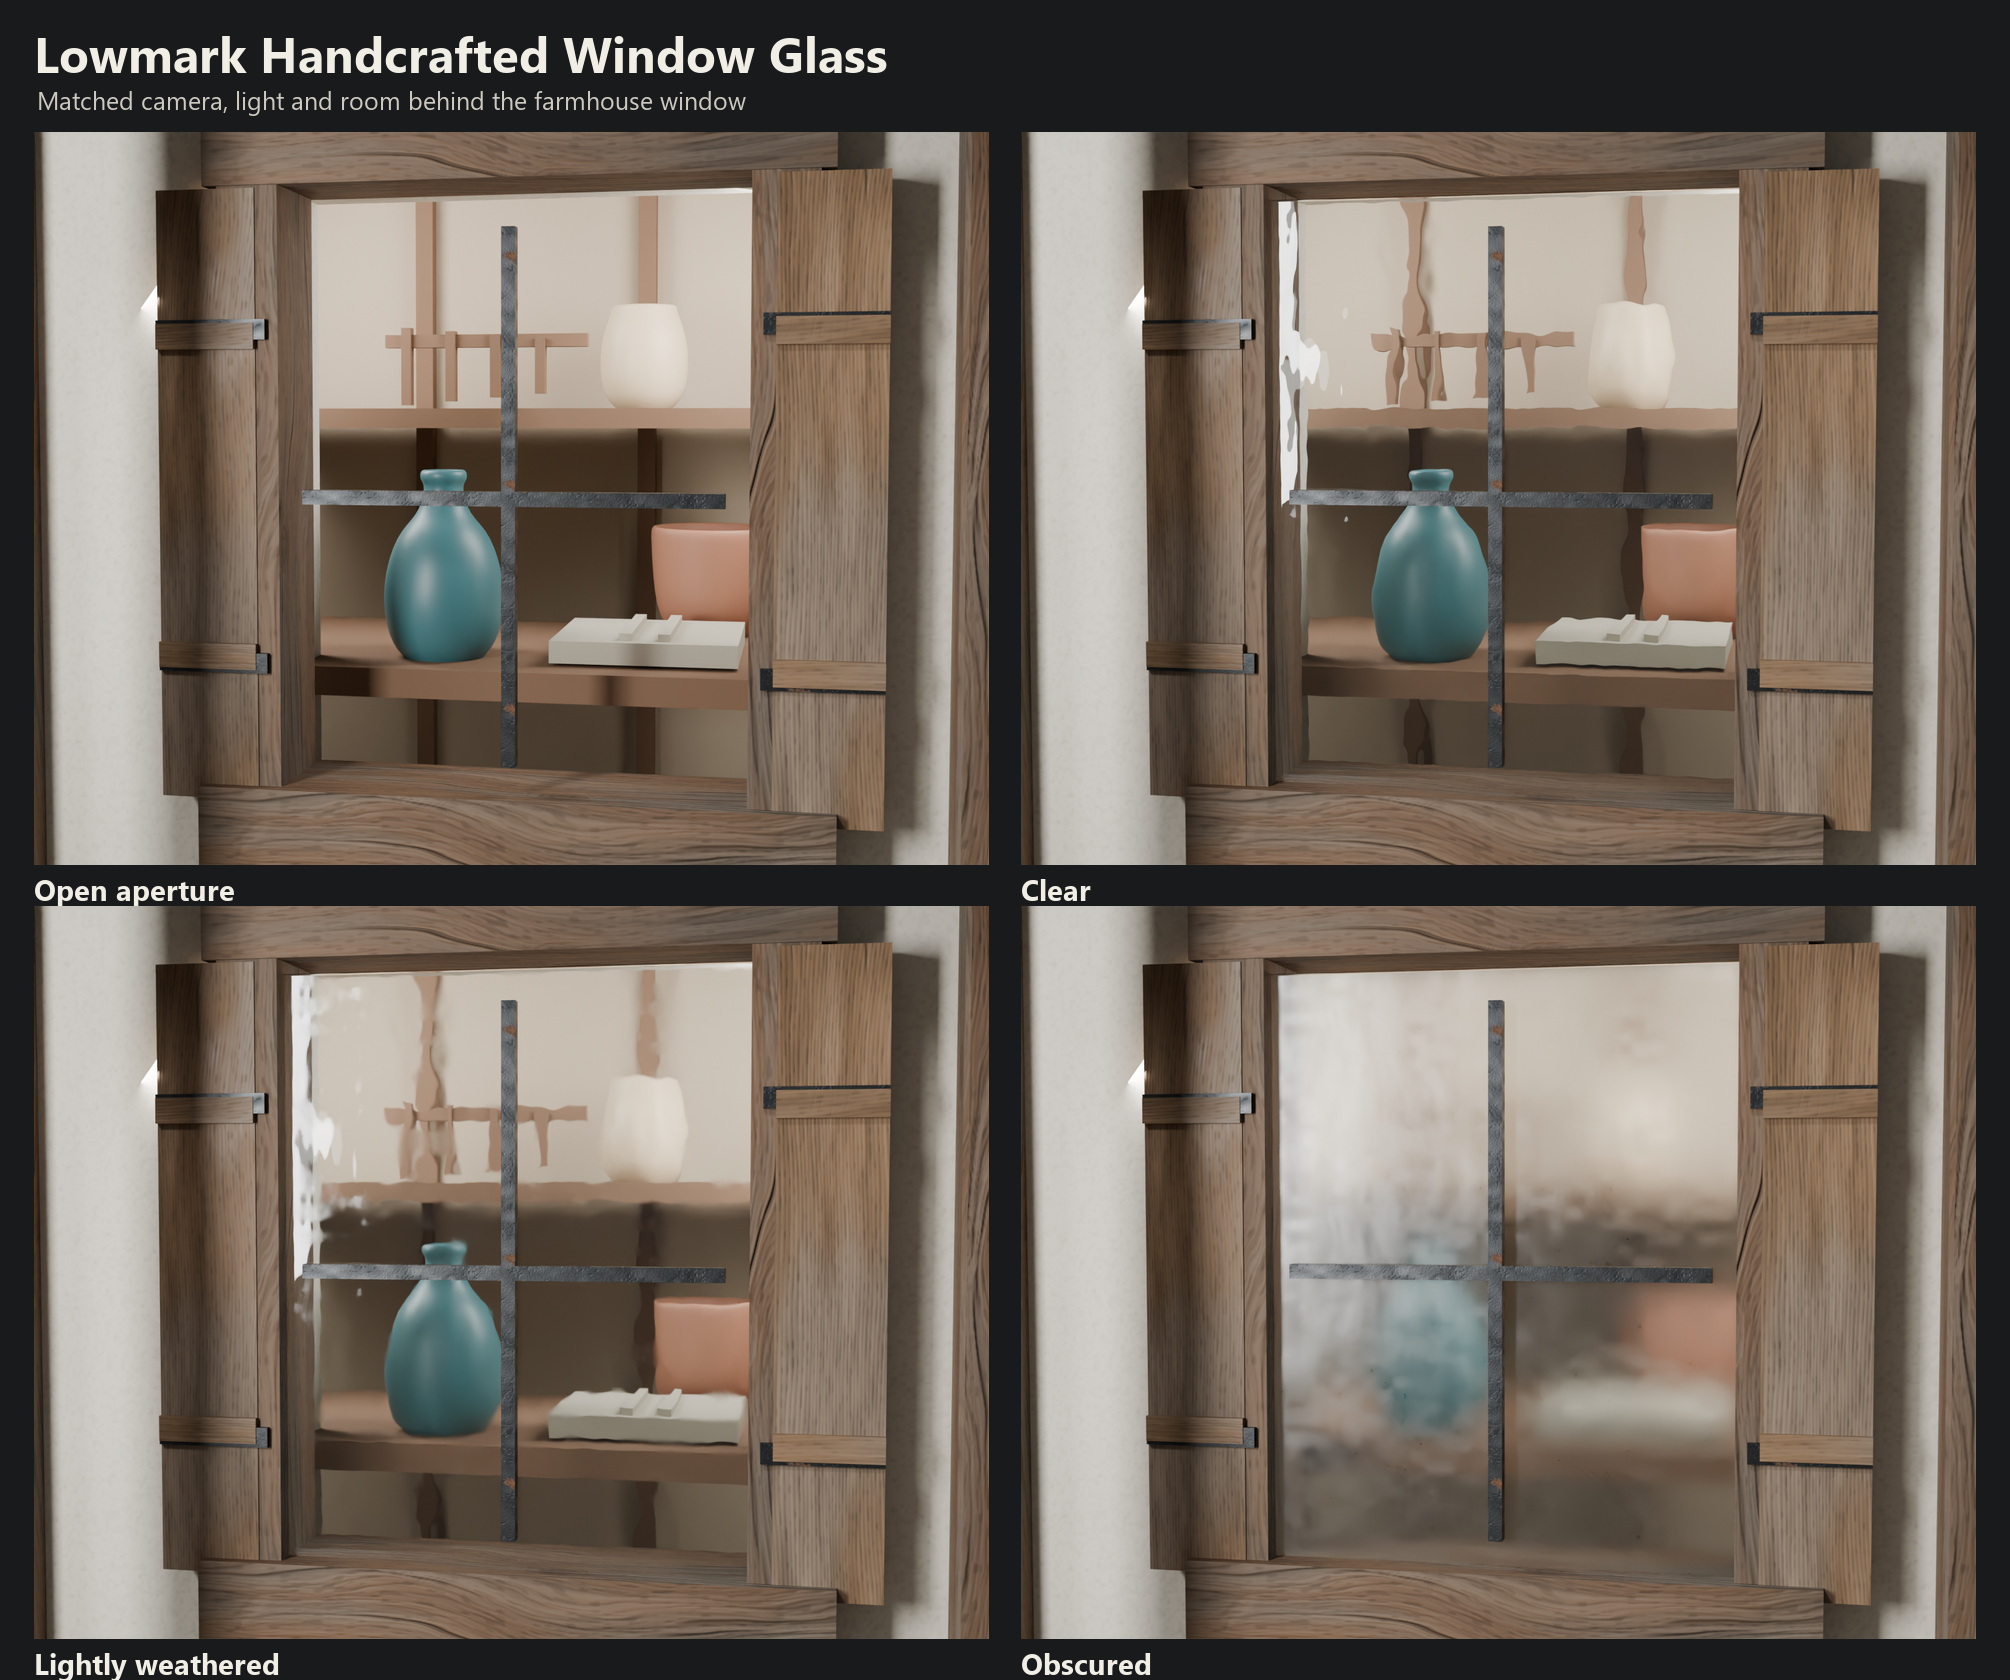 Lowmark Handcrafted Window Glass
Matched camera, light and room behind the farmhouse window
Open aperture
Clear
Lightly weathered
Obscured